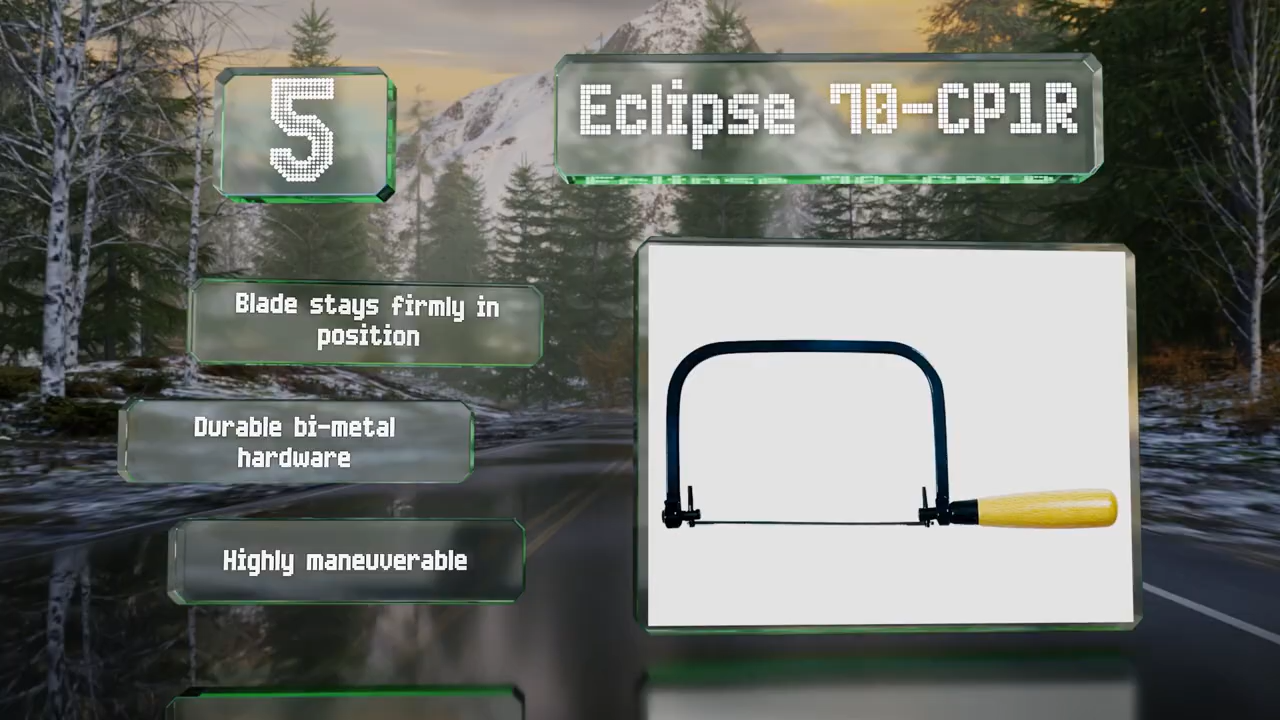 5
Eclipse 70-CP1R
Blade stays firmly in
position
Durable bi-metal
hardware
Highly maneuverable